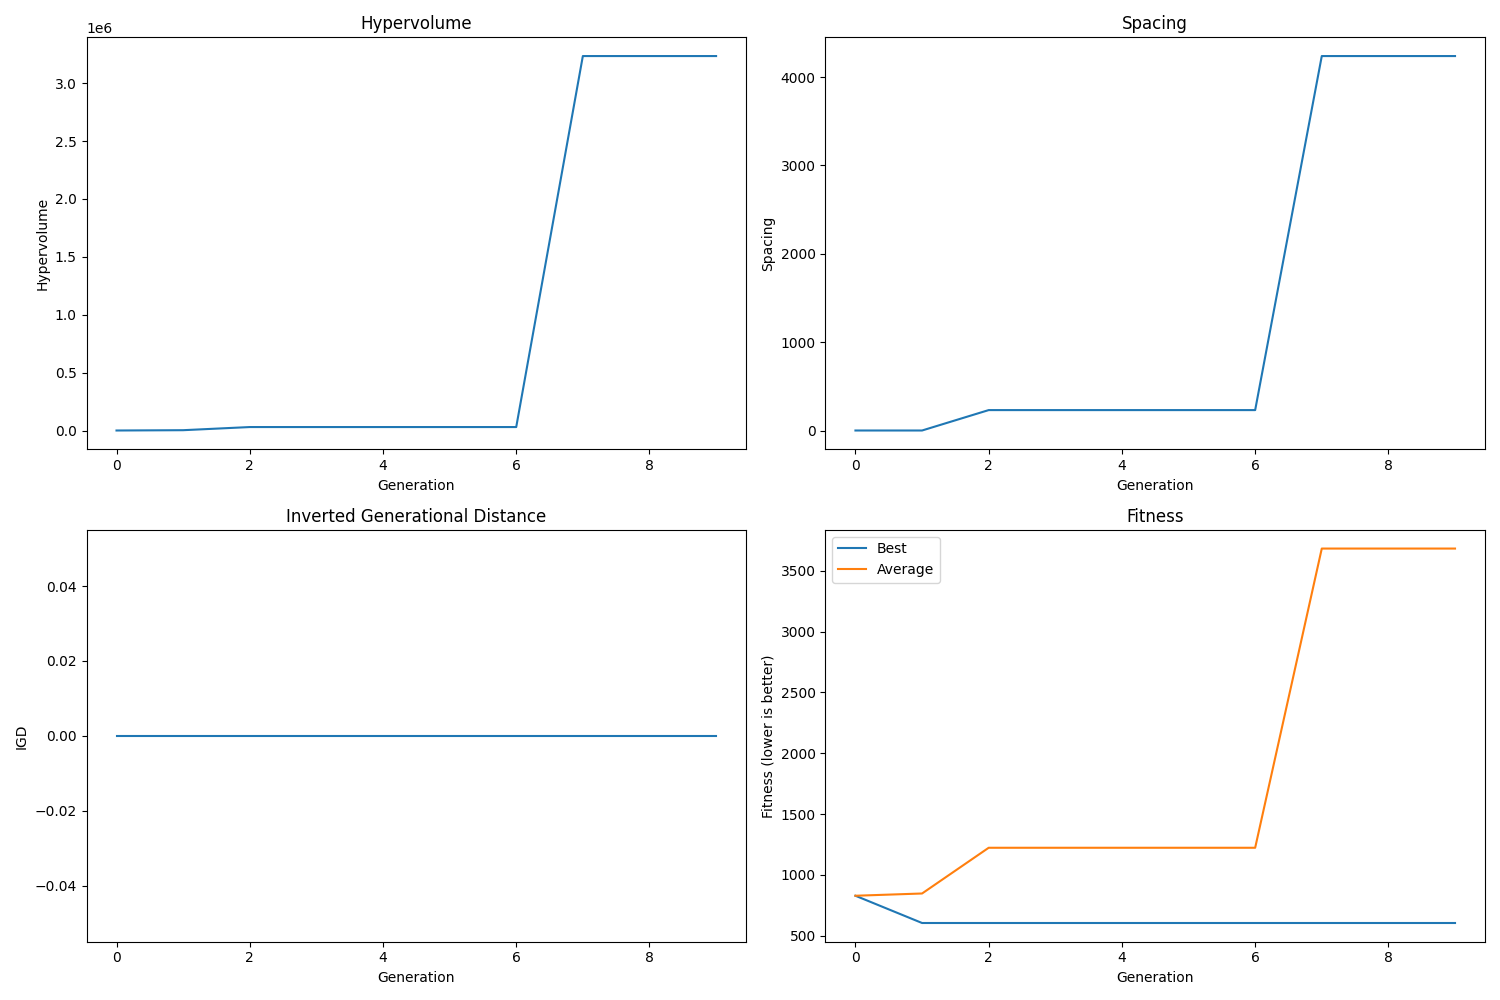 Hypervolume
1e6
3.0
2.5
2.0
1.5
1.0
0.5
0.0
Hypervolume
0 2 4 6 8
Generation
Spacing
4000
3000
2000
1000
0
Spacing
0 2 4 6 8
Generation
Inverted Generational Distance
0.04
0.02
0.00
−0.02
−0.04
IGD
0 2 4 6 8
Generation
Fitness
Best
Average
3500
3000
2500
2000
1500
1000
500
Fitness (lower is better)
0 2 4 6 8
Generation